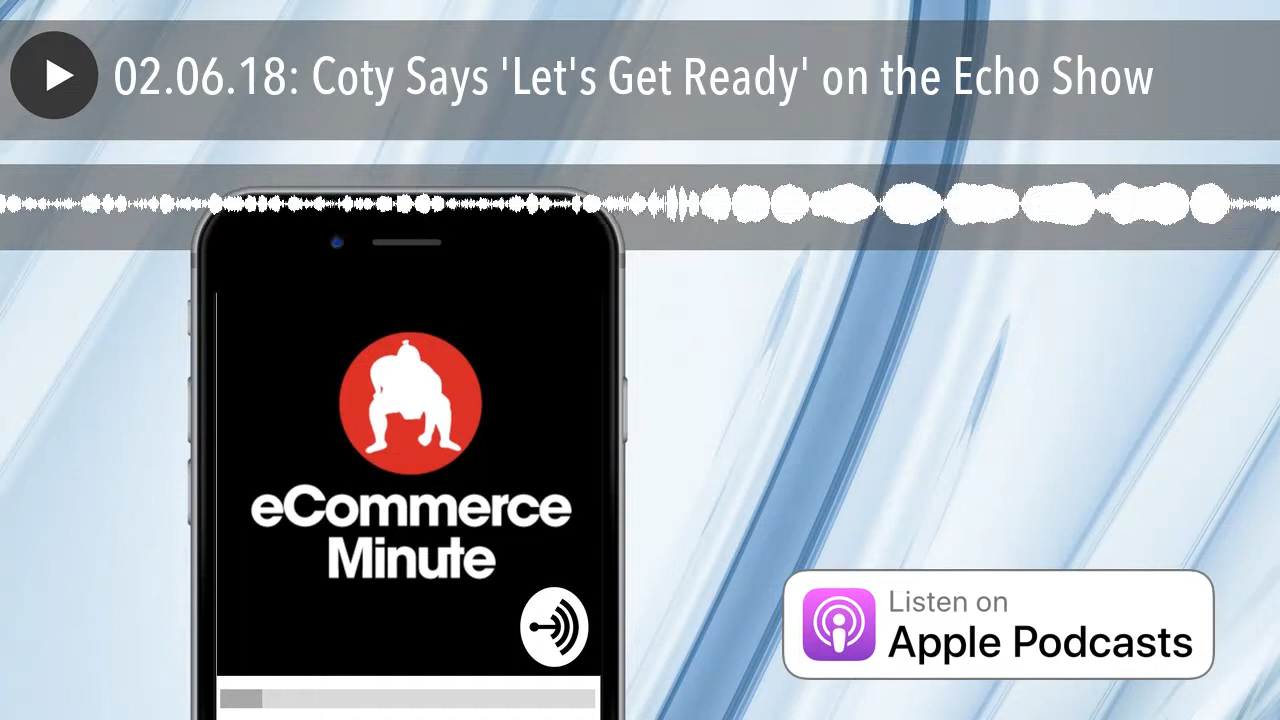 02.06.18: Coty Says 'Let's Get Ready' on the Echo Show
eCommerce
Minute
Listen on
Apple Podcasts